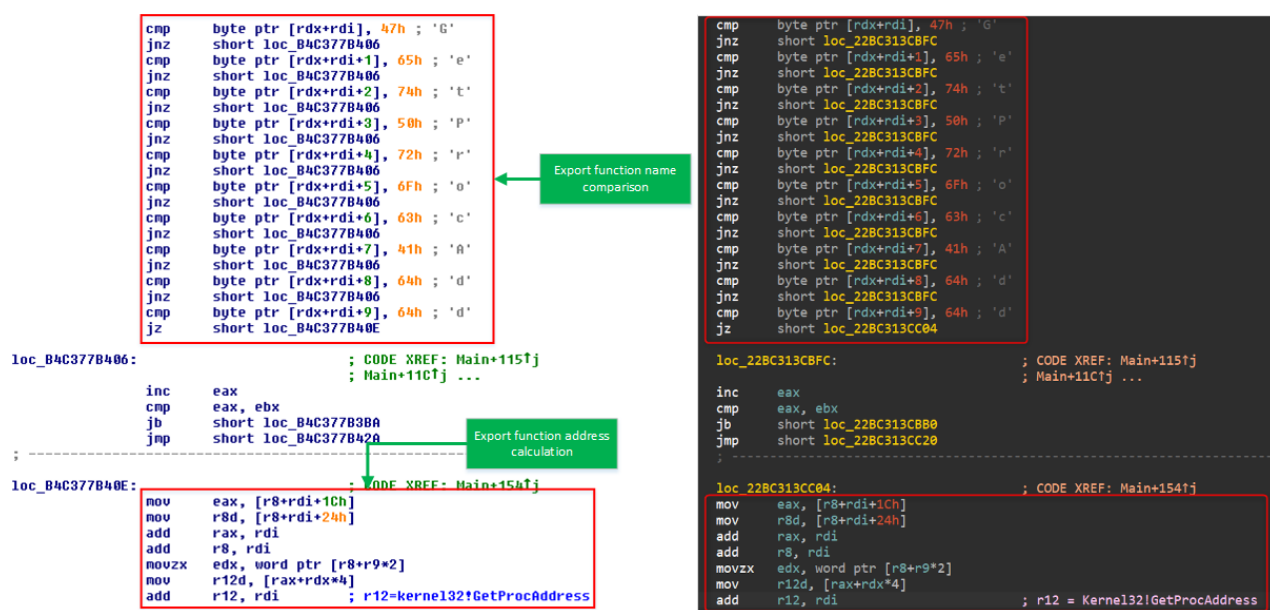 cmp byte ptr [rdx+rdi], 47h ; 'G'
jnz short loc_B4C377B406
cmp byte ptr [rdx+rdi+1], 65h ; 'e'
jnz short loc_B4C377B406
cmp byte ptr [rdx+rdi+2], 74h ; 't'
jnz short loc_B4C377B406
cmp byte ptr [rdx+rdi+3], 50h ; 'P'
jnz short loc_B4C377B406
cmp byte ptr [rdx+rdi+4], 72h ; 'r'
jnz short loc_B4C377B406
cmp byte ptr [rdx+rdi+5], 6Fh ; 'o'
jnz short loc_B4C377B406
cmp byte ptr [rdx+rdi+6], 63h ; 'c'
jnz short loc_B4C377B406
cmp byte ptr [rdx+rdi+7], 41h ; 'A'
jnz short loc_B4C377B406
cmp byte ptr [rdx+rdi+8], 64h ; 'd'
jnz short loc_B4C377B406
cmp byte ptr [rdx+rdi+9], 64h ; 'd'
jz short loc_B4C377B40E
loc_B4C377B406: ; CODE XREF: Main+115↑j
; Main+11C↑j ...
inc eax
cmp eax, ebx
jb short loc_B4C377B3BA
jmp short loc_B4C377B42A
; ----------------------------------------
loc_B4C377B40E: ; CODE XREF: Main+154↑j
mov eax, [r8+rdi+1Ch]
mov r8d, [r8+rdi+24h]
add rax, rdi
add r8, rdi
movzx edx, word ptr [r8+r9*2]
mov r12d, [rax+rdx*4]
add r12, rdi ; r12=kernel32!GetProcAddress
Export function name
comparison
Export function address
calculation
cmp byte ptr [rdx+rdi], 47h ; 'G'
jnz short loc_22BC313CBFC
cmp byte ptr [rdx+rdi+1], 65h ; 'e'
jnz short loc_22BC313CBFC
cmp byte ptr [rdx+rdi+2], 74h ; 't'
jnz short loc_22BC313CBFC
cmp byte ptr [rdx+rdi+3], 50h ; 'P'
jnz short loc_22BC313CBFC
cmp byte ptr [rdx+rdi+4], 72h ; 'r'
jnz short loc_22BC313CBFC
cmp byte ptr [rdx+rdi+5], 6Fh ; 'o'
jnz short loc_22BC313CBFC
cmp byte ptr [rdx+rdi+6], 63h ; 'c'
jnz short loc_22BC313CBFC
cmp byte ptr [rdx+rdi+7], 41h ; 'A'
jnz short loc_22BC313CBFC
cmp byte ptr [rdx+rdi+8], 64h ; 'd'
jnz short loc_22BC313CBFC
cmp byte ptr [rdx+rdi+9], 64h ; 'd'
jz short loc_22BC313CC04
loc_22BC313CBFC: ; CODE XREF: Main+115↑j
; Main+11C↑j ...
inc eax
cmp eax, ebx
jb short loc_22BC313CBB0
jmp short loc_22BC313CC20
; ----------------------------------------
loc_22BC313CC04: ; CODE XREF: Main+154↑j
mov eax, [r8+rdi+1Ch]
mov r8d, [r8+rdi+24h]
add rax, rdi
add r8, rdi
movzx edx, word ptr [r8+r9*2]
mov r12d, [rax+rdx*4]
add r12, rdi ; r12 = Kernel32!GetProcAddress